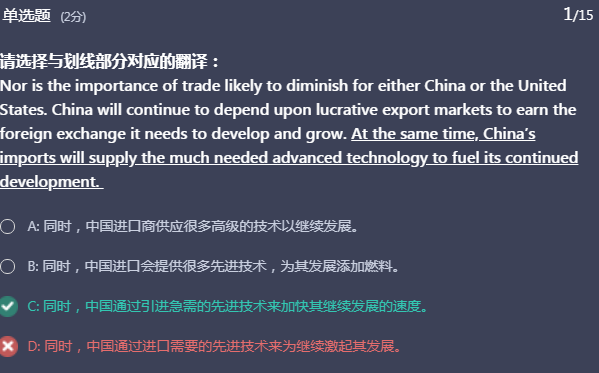 单选题 (2分) 1/15
请选择与划线部分对应的翻译：
Nor is the importance of trade likely to diminish for either China or the United
States. China will continue to depend upon lucrative export markets to earn the
foreign exchange it needs to develop and grow. At the same time, China’s
imports will supply the much needed advanced technology to fuel its continued
development.
A: 同时，中国进口商供应很多高级的技术以继续发展。
B: 同时，中国进口会提供很多先进技术，为其发展添加燃料。
C: 同时，中国通过引进急需的先进技术来加快其继续发展的速度。
D: 同时，中国通过进口需要的先进技术来为继续激起其发展。